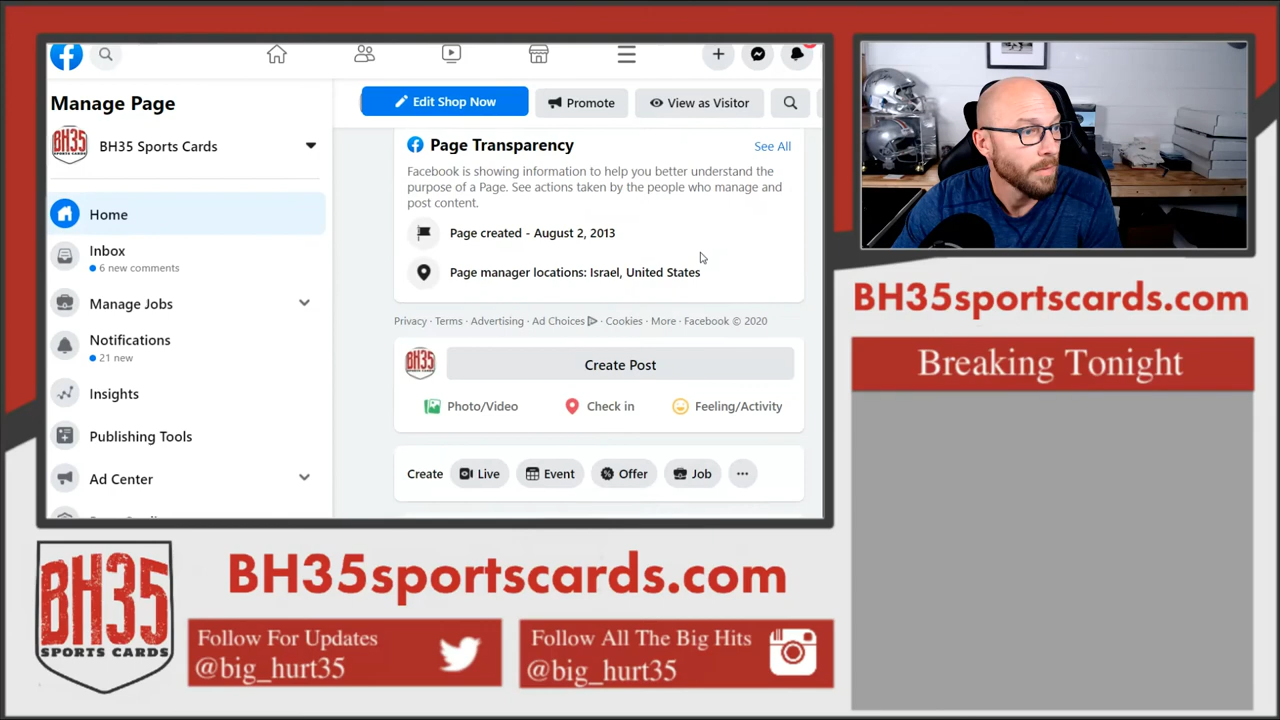 Manage Page
BH35 Sports Cards
Home
Inbox
6 new comments
Manage Jobs
Notifications
21 new
Insights
Publishing Tools
Ad Center
Edit Shop Now
Promote
View as Visitor
Page Transparency
See All
Facebook is showing information to help you better understand the
purpose of a Page. See actions taken by the people who manage and
post content.
Page created - August 2, 2013
Page manager locations: Israel, United States
Privacy · Terms · Advertising · Ad Choices · Cookies · More · Facebook © 2020
BH35
Create Post
Photo/Video
Check in
Feeling/Activity
Create
Live
Event
Offer
Job
BH35sportscards.com
Breaking Tonight
BH35
SPORTS CARDS
BH35sportscards.com
Follow For Updates
@big_hurt35
Follow All The Big Hits
@big_hurt35